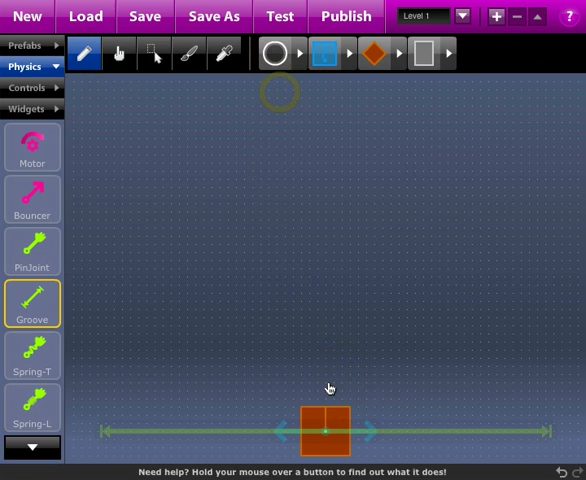 New Load Save Save As Test Publish Level 1 ?
Prefabs
Physics
Controls
Widgets
Motor
Bouncer
PinJoint
Groove
Spring-T
Spring-L
Need help? Hold your mouse over a button to find out what it does!